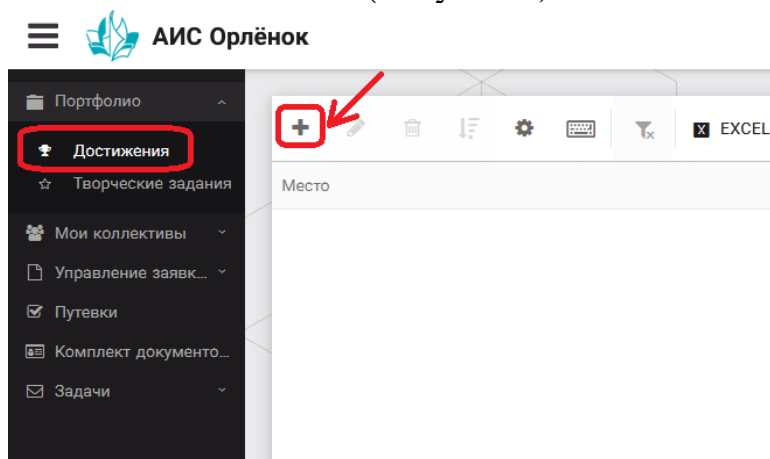 АИС Орлёнок
Портфолио
Достижения
Творческие задания
Мои коллективы
Управление заявк...
Путевки
Комплект документо...
Задачи
X EXCEL
Место